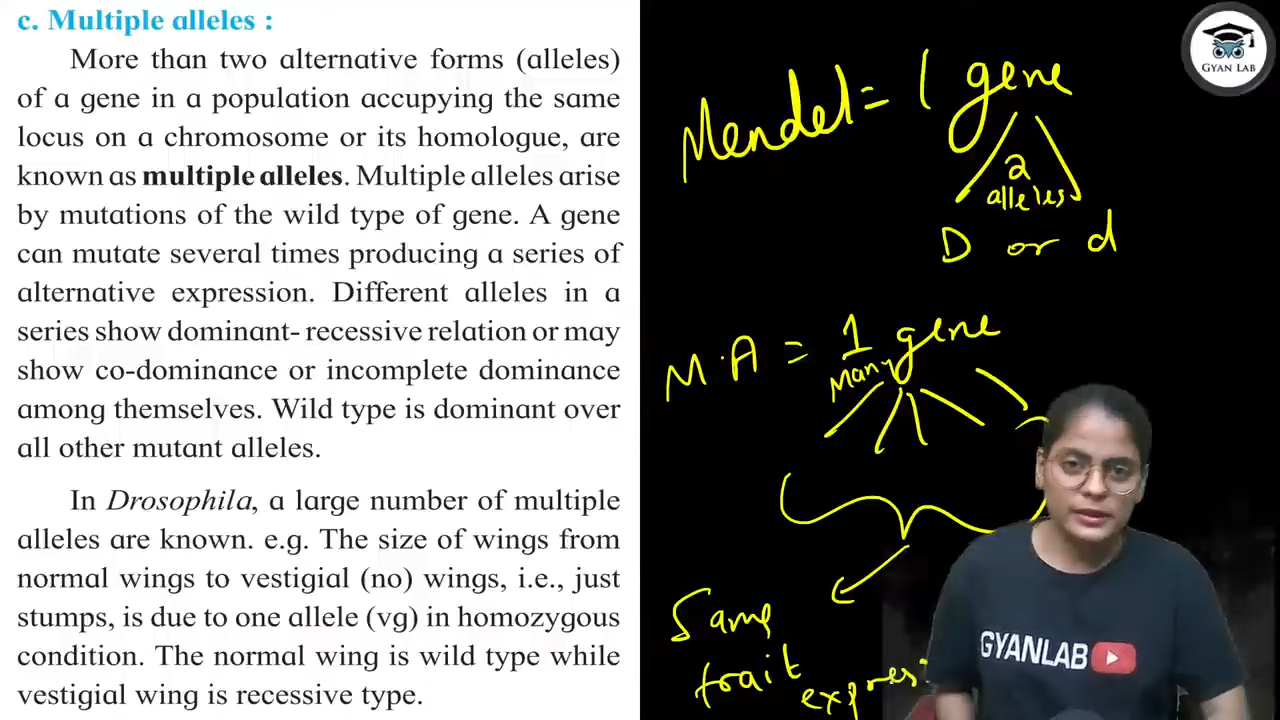 c. Multiple alleles :
More than two alternative forms (alleles)
of a gene in a population accupying the same
locus on a chromosome or its homologue, are
known as multiple alleles. Multiple alleles arise
by mutations of the wild type of gene. A gene
can mutate several times producing a series of
alternative expression. Different alleles in a
series show dominant- recessive relation or may
show co-dominance or incomplete dominance
among themselves. Wild type is dominant over
all other mutant alleles.
In Drosophila, a large number of multiple
alleles are known. e.g. The size of wings from
normal wings to vestigial (no) wings, i.e., just
stumps, is due to one allele (vg) in homozygous
condition. The normal wing is wild type while
vestigial wing is recessive type.
Mendel = 1 gene
2
alleles
D or d
M.A = 1 gene
Many
Same
trait
GYAN LAB
GYANLAB